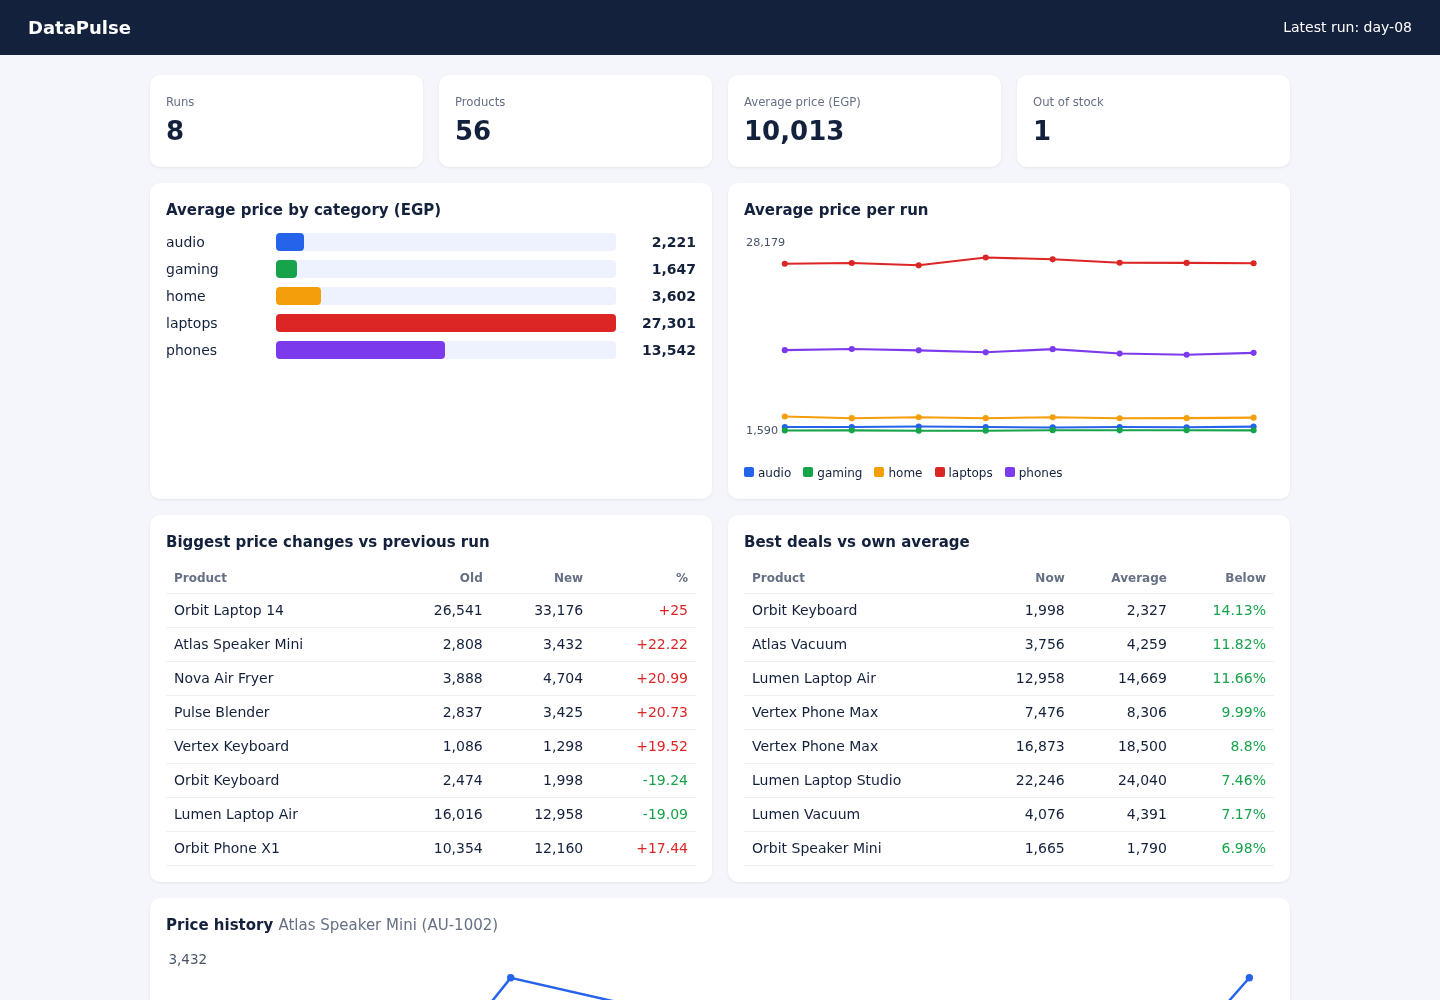 DataPulse
Latest run: day-08
Runs
8
Products
56
Average price (EGP)
10,013
Out of stock
1
Average price by category (EGP)
audio 2,221
gaming 1,647
home 3,602
laptops 27,301
phones 13,542
Average price per run
28,179
1,590
audio gaming home laptops phones
Biggest price changes vs previous run
Product Old New %
Orbit Laptop 14 26,541 33,176 +25
Atlas Speaker Mini 2,808 3,432 +22.22
Nova Air Fryer 3,888 4,704 +20.99
Pulse Blender 2,837 3,425 +20.73
Vertex Keyboard 1,086 1,298 +19.52
Orbit Keyboard 2,474 1,998 -19.24
Lumen Laptop Air 16,016 12,958 -19.09
Orbit Phone X1 10,354 12,160 +17.44
Best deals vs own average
Product Now Average Below
Orbit Keyboard 1,998 2,327 14.13%
Atlas Vacuum 3,756 4,259 11.82%
Lumen Laptop Air 12,958 14,669 11.66%
Vertex Phone Max 7,476 8,306 9.99%
Vertex Phone Max 16,873 18,500 8.8%
Lumen Laptop Studio 22,246 24,040 7.46%
Lumen Vacuum 4,076 4,391 7.17%
Orbit Speaker Mini 1,665 1,790 6.98%
Price history Atlas Speaker Mini (AU-1002)
3,432